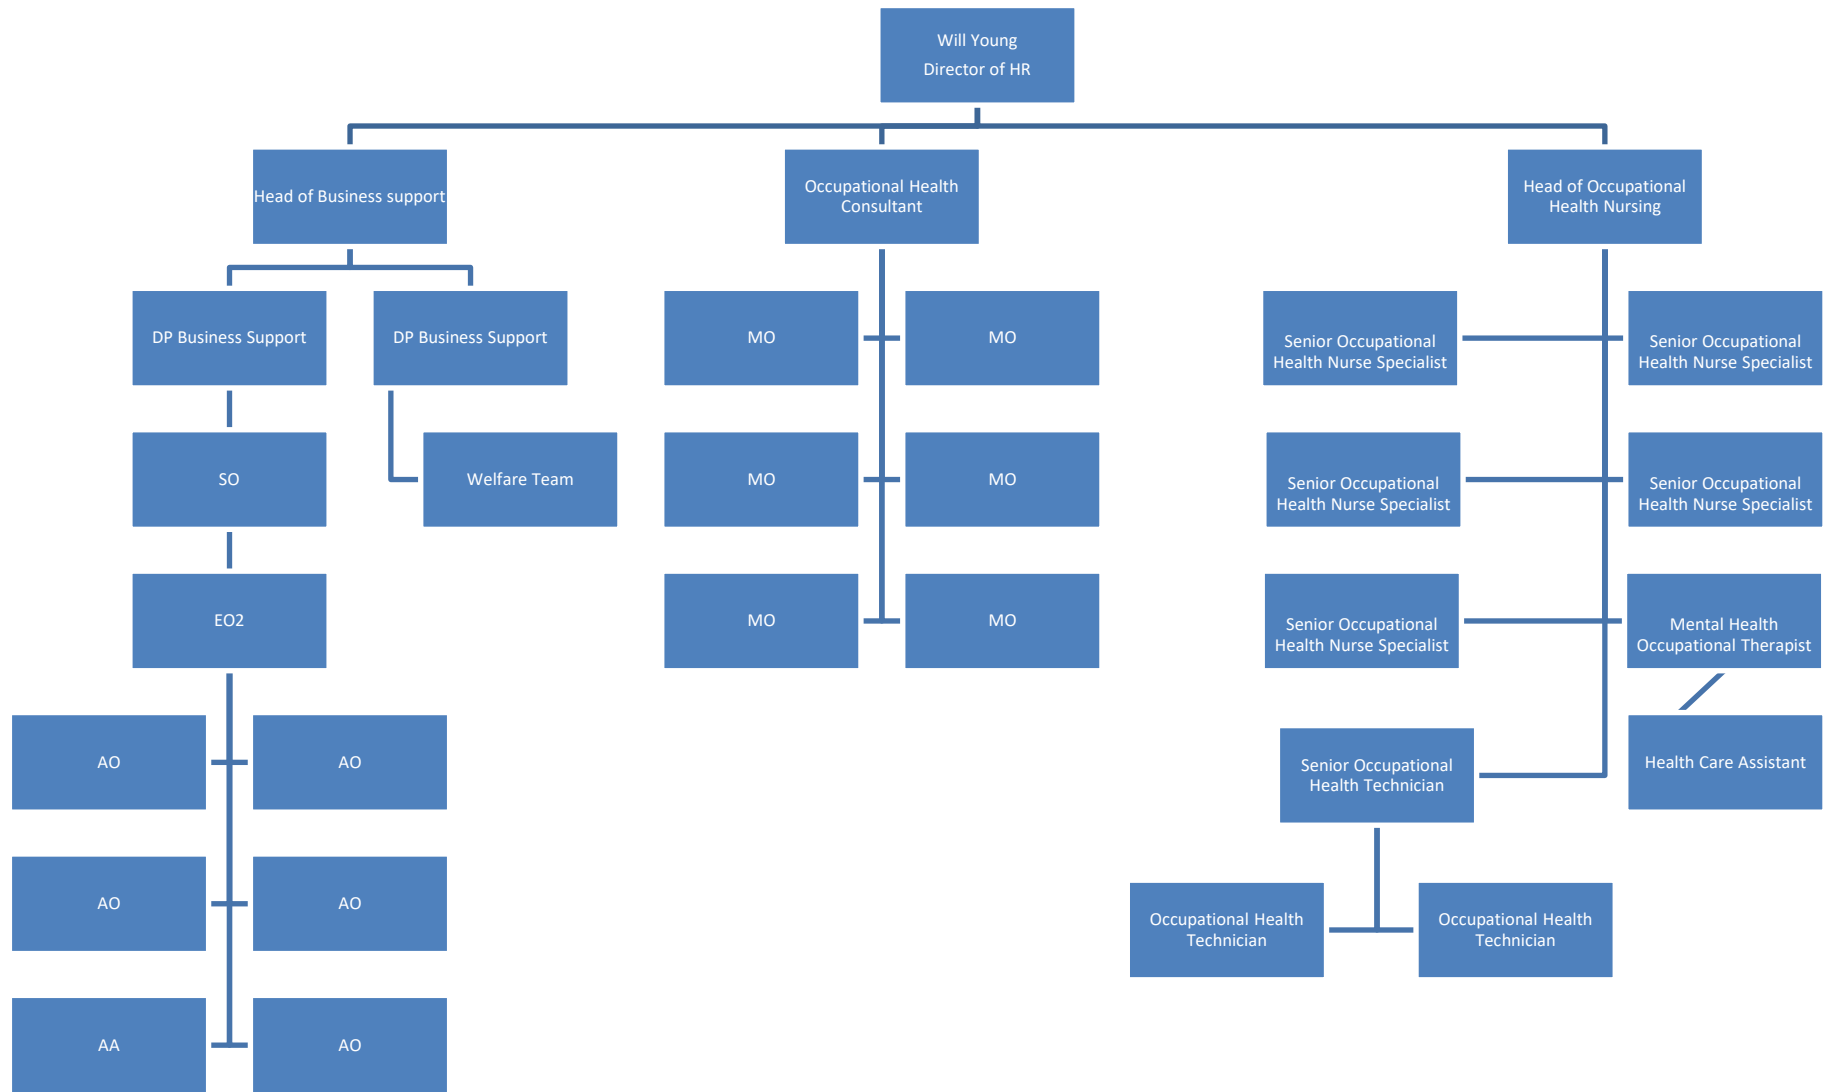 Will Young
Director of HR
Head of Business support
Occupational Health
Consultant
Head of Occupational
Health Nursing
DP Business Support
DP Business Support
MO
MO
Senior Occupational
Health Nurse Specialist
Senior Occupational
Health Nurse Specialist
SO
Welfare Team
MO
MO
Senior Occupational
Health Nurse Specialist
Senior Occupational
Health Nurse Specialist
EO2
MO
MO
Senior Occupational
Health Nurse Specialist
Mental Health
Occupational Therapist
AO
AO
Senior Occupational
Health Technician
Health Care Assistant
AO
AO
Occupational Health
Technician
Occupational Health
Technician
AA
AO